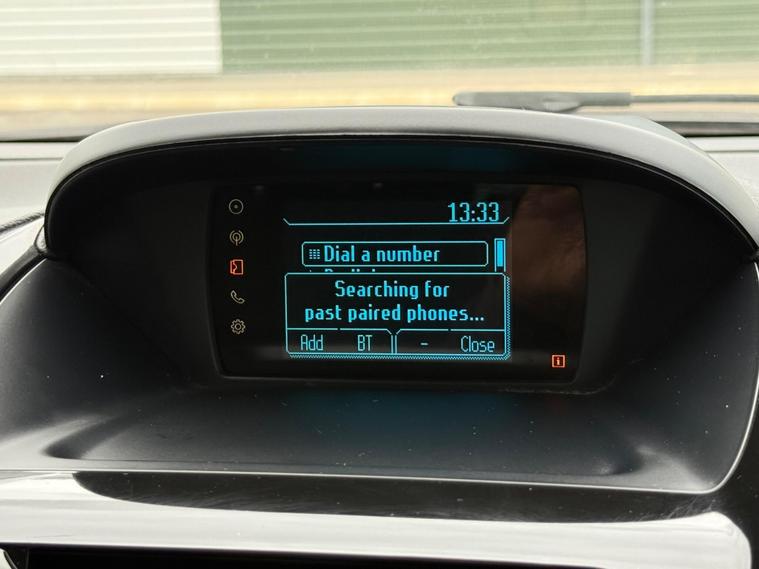 13:33
Dial a number
Searching for
past paired phones...
Add BT - Close
i